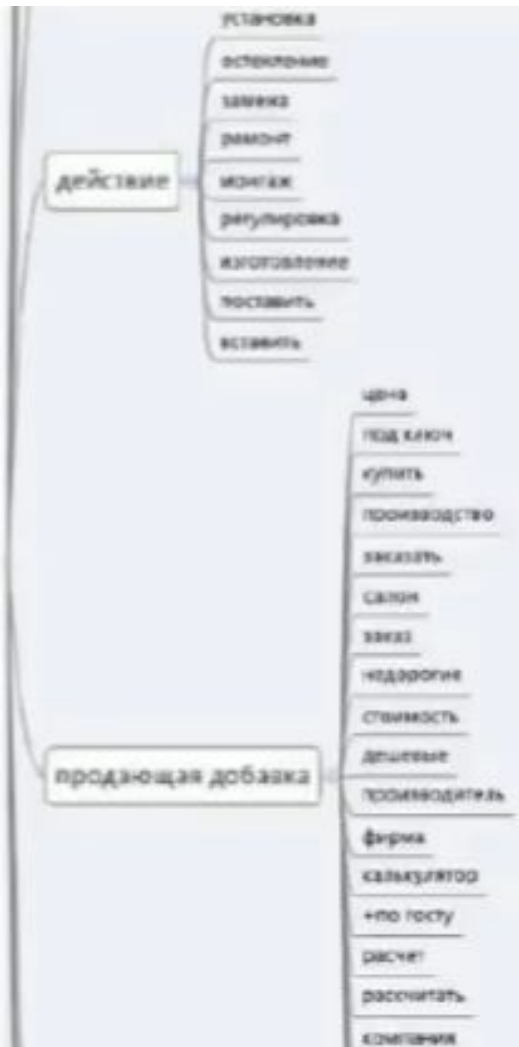 установка
остекление
замена
ремонт
действие
монтаж
регулировка
изготовление
поставить
вставить
цена
под ключ
купить
производство
заказать
салон
заказ
недорогие
стоимость
дешевые
продающая добавка
производитель
фирма
калькулятор
+по госту
расчет
рассчитать
компания